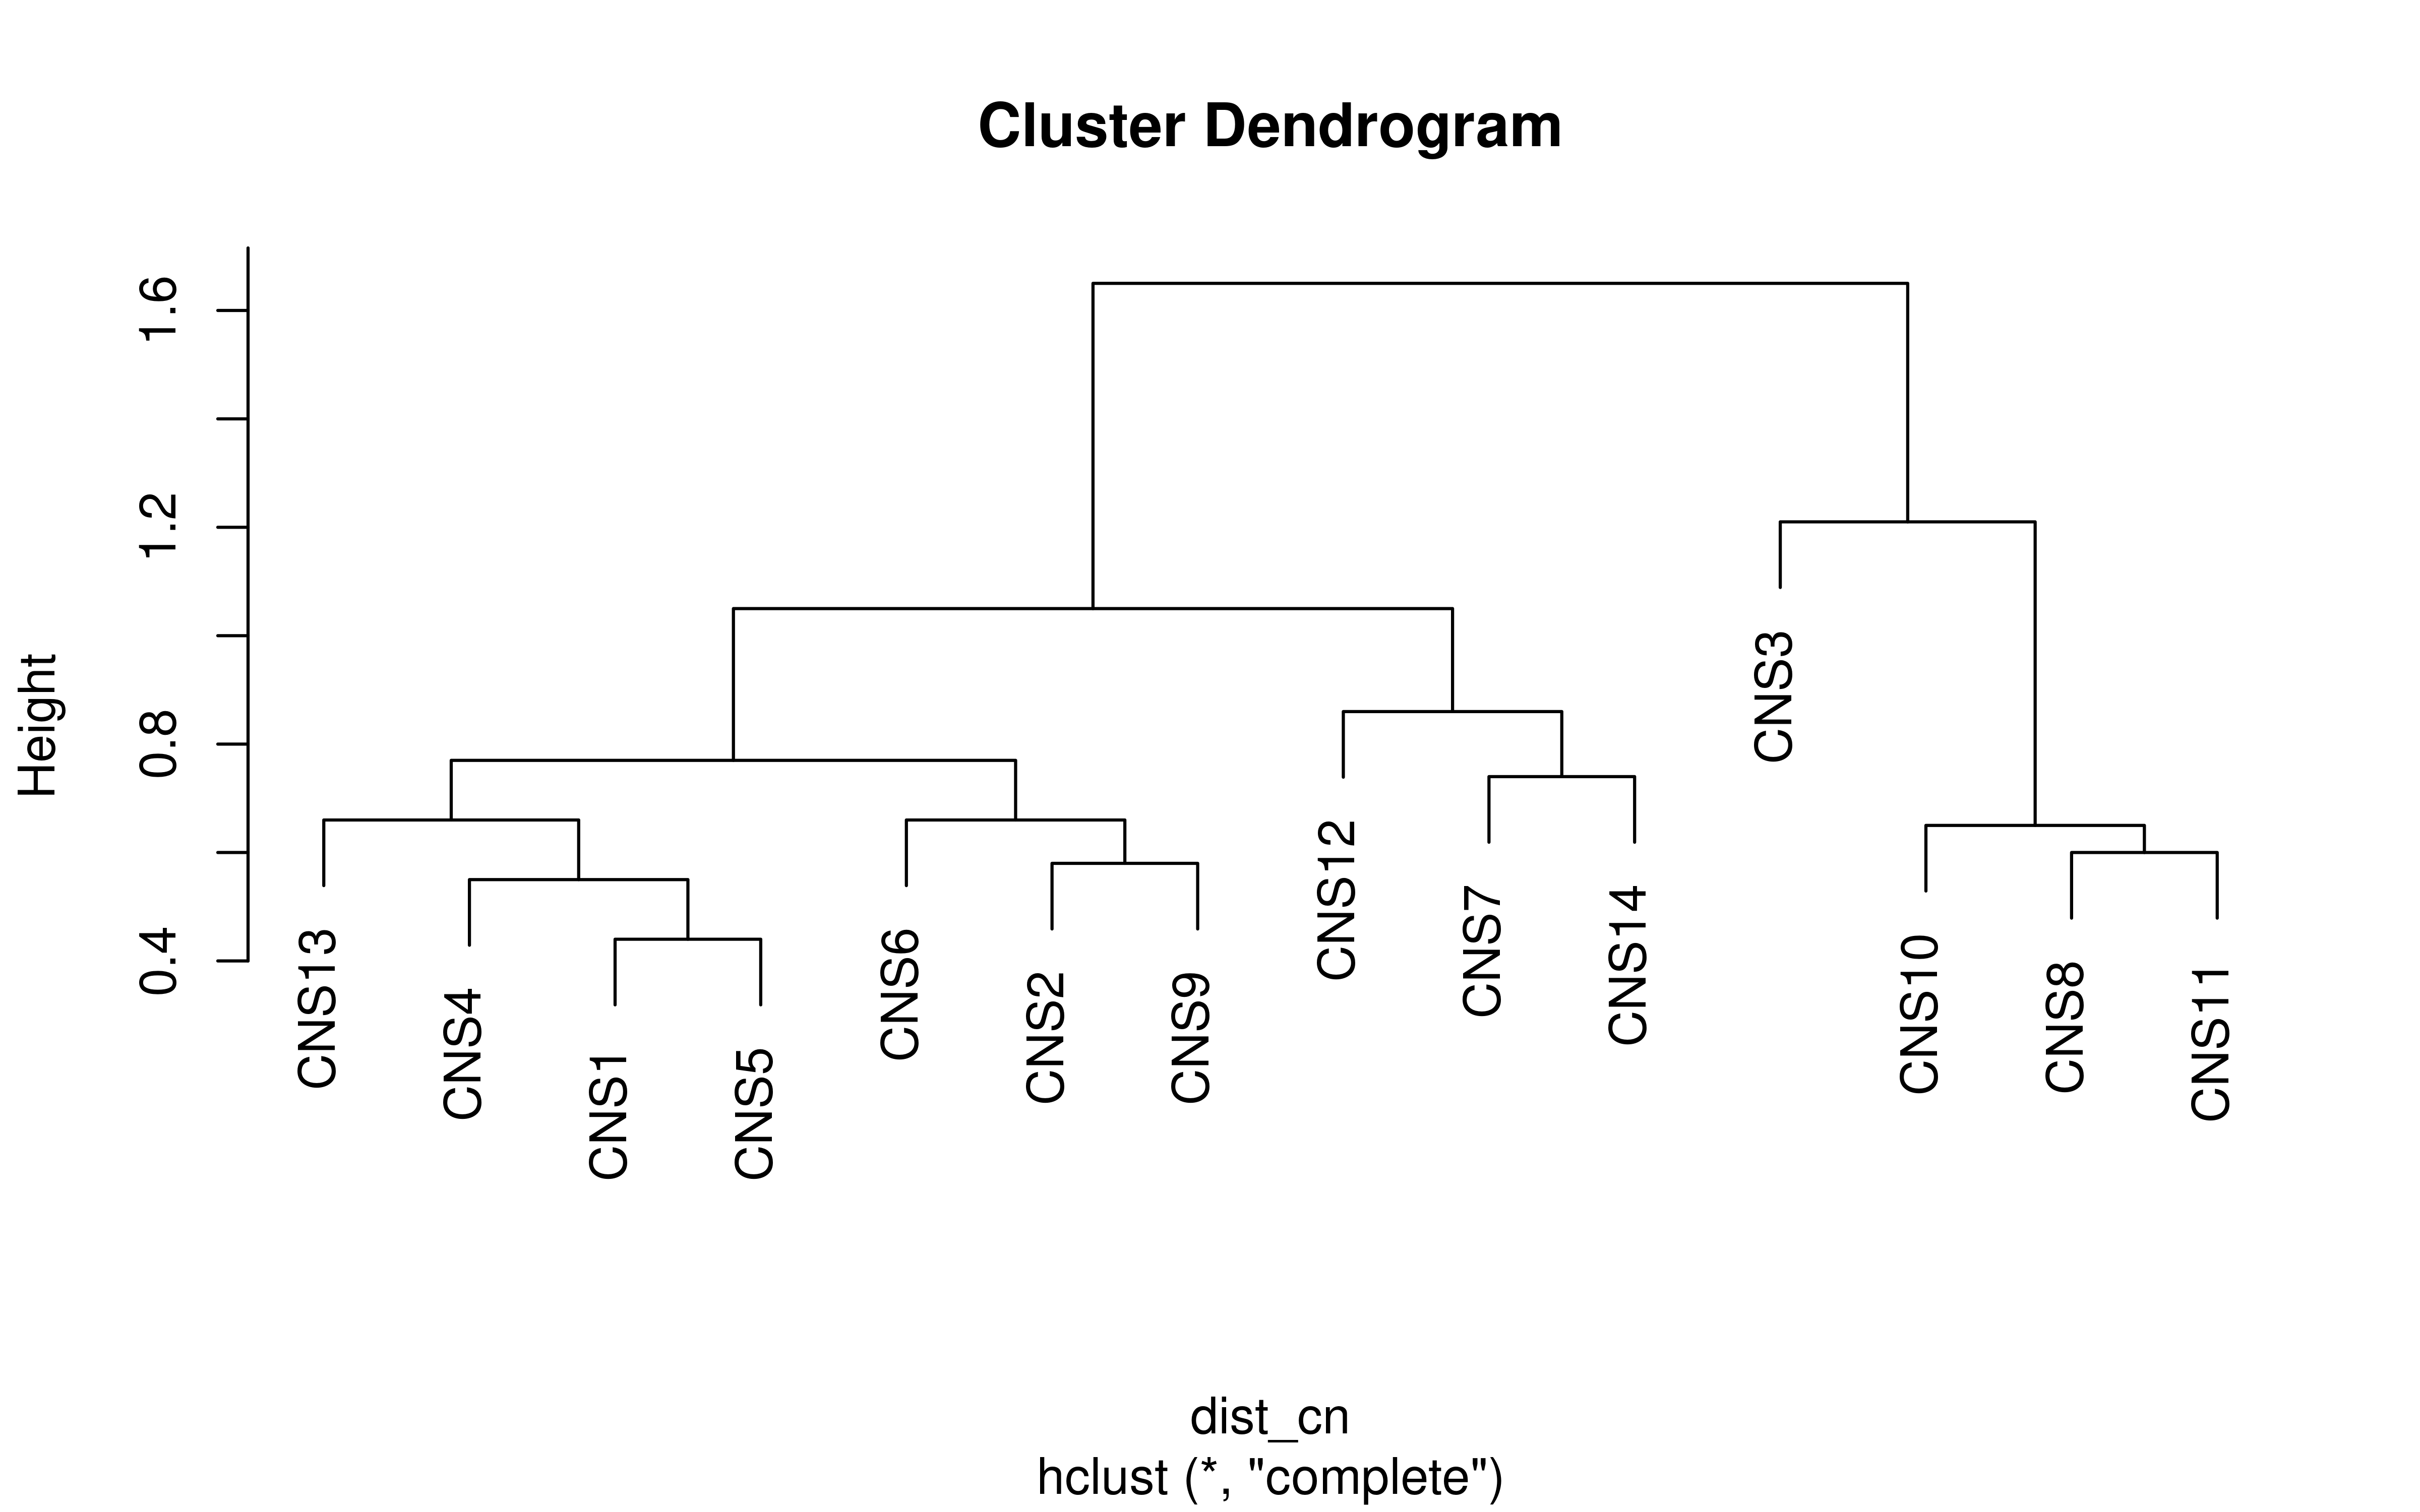 Cluster Dendrogram
Height
1.6
1.2
0.8
0.4
CNS13
CNS4
CNS1
CNS5
CNS6
CNS2
CNS9
CNS12
CNS7
CNS14
CNS3
CNS10
CNS8
CNS11
dist_cn
hclust (*, "complete")